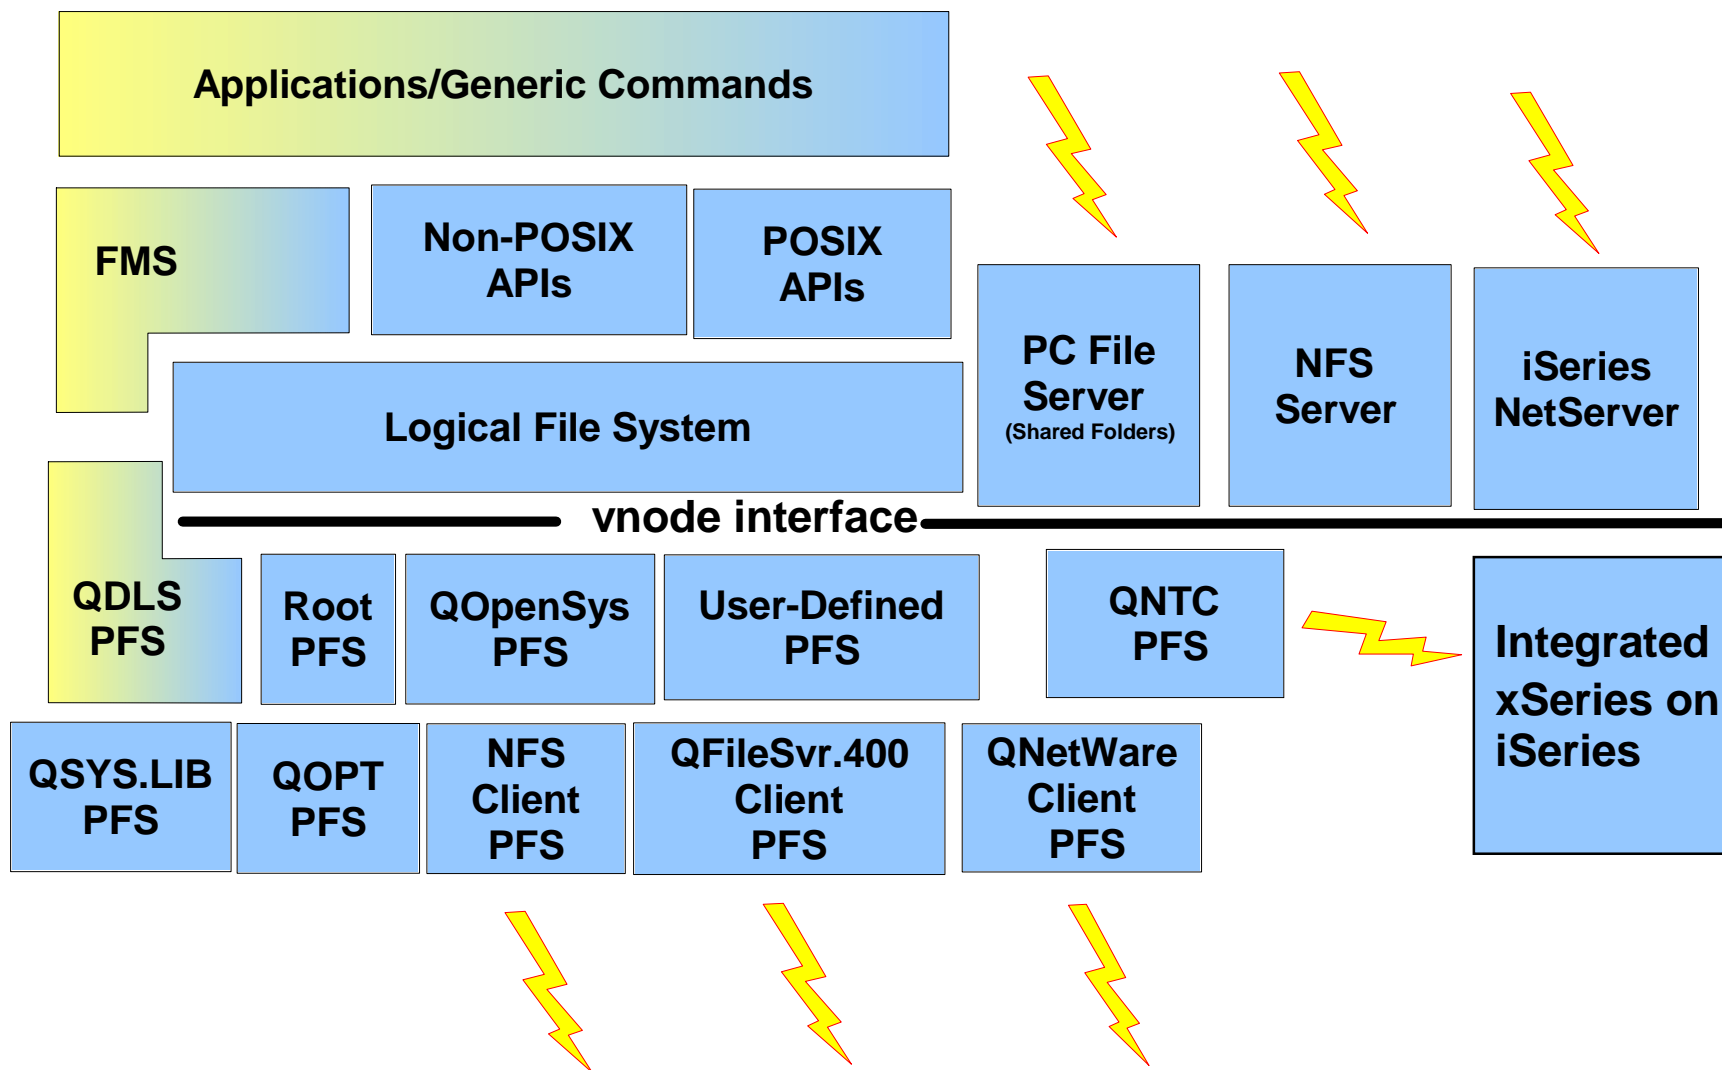 Applications/Generic Commands
FMS
Non-POSIX
APIs
POSIX
APIs
PC File
Server
(Shared Folders)
NFS
Server
iSeries
NetServer
Logical File System
vnode interface
QDLS
PFS
Root
PFS
QOpenSys
PFS
User-Defined
PFS
QNTC
PFS
Integrated
xSeries on
iSeries
QSYS.LIB
PFS
QOPT
PFS
NFS
Client
PFS
QFileSvr.400
Client
PFS
QNetWare
Client
PFS